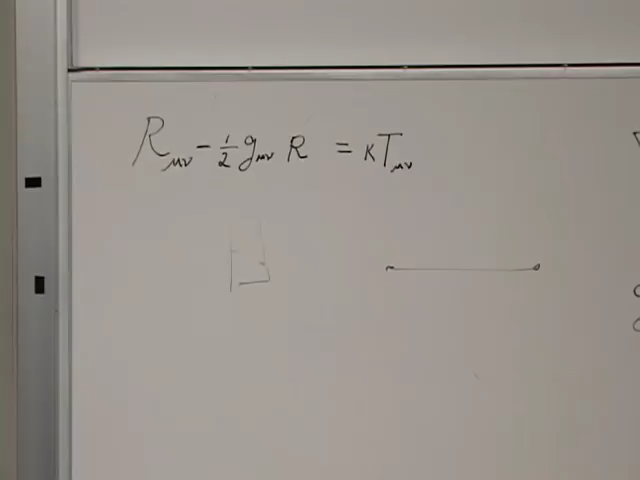 R_μν - 1/2 g_μν R = κT_μν